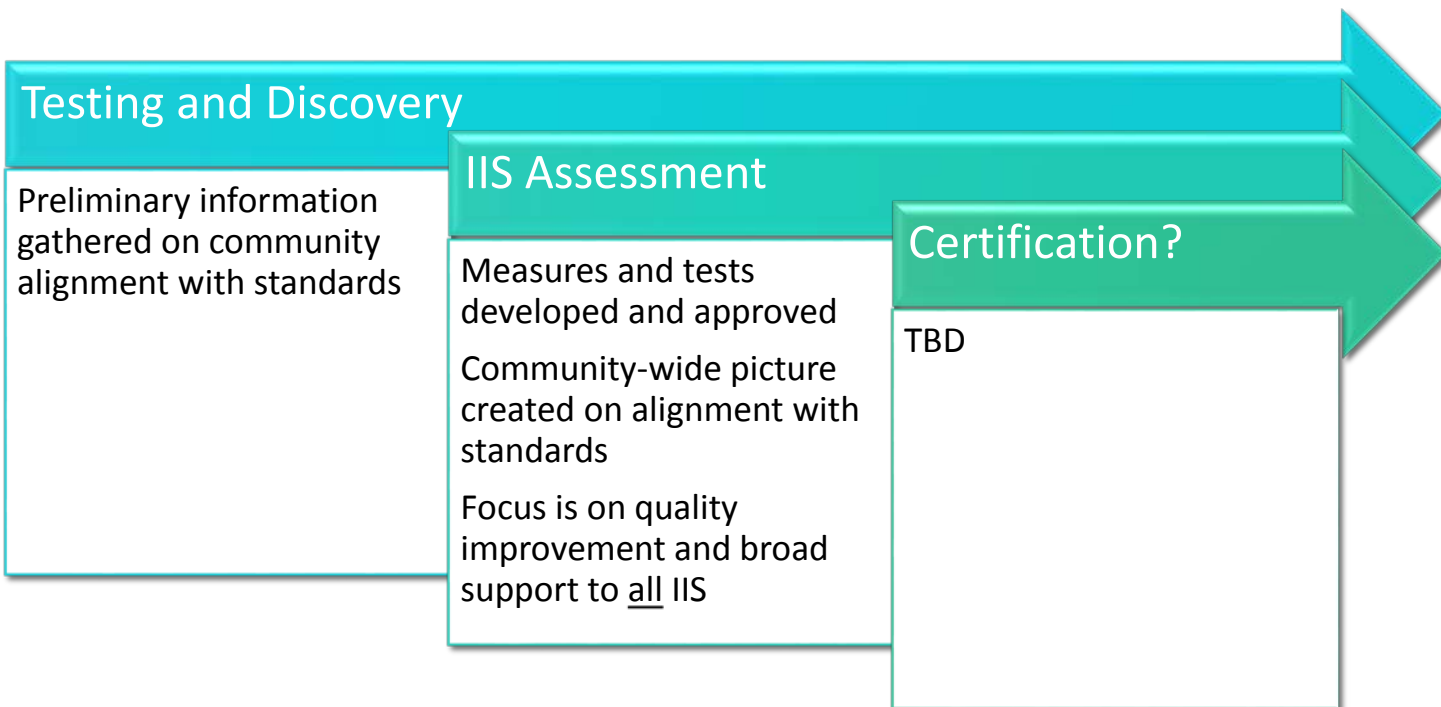 Testing and Discovery
Preliminary information
gathered on community
alignment with standards
IIS Assessment
Measures and tests
developed and approved
Community-wide picture
created on alignment with
standards
Focus is on quality
improvement and broad
support to all IIS
Certification?
TBD